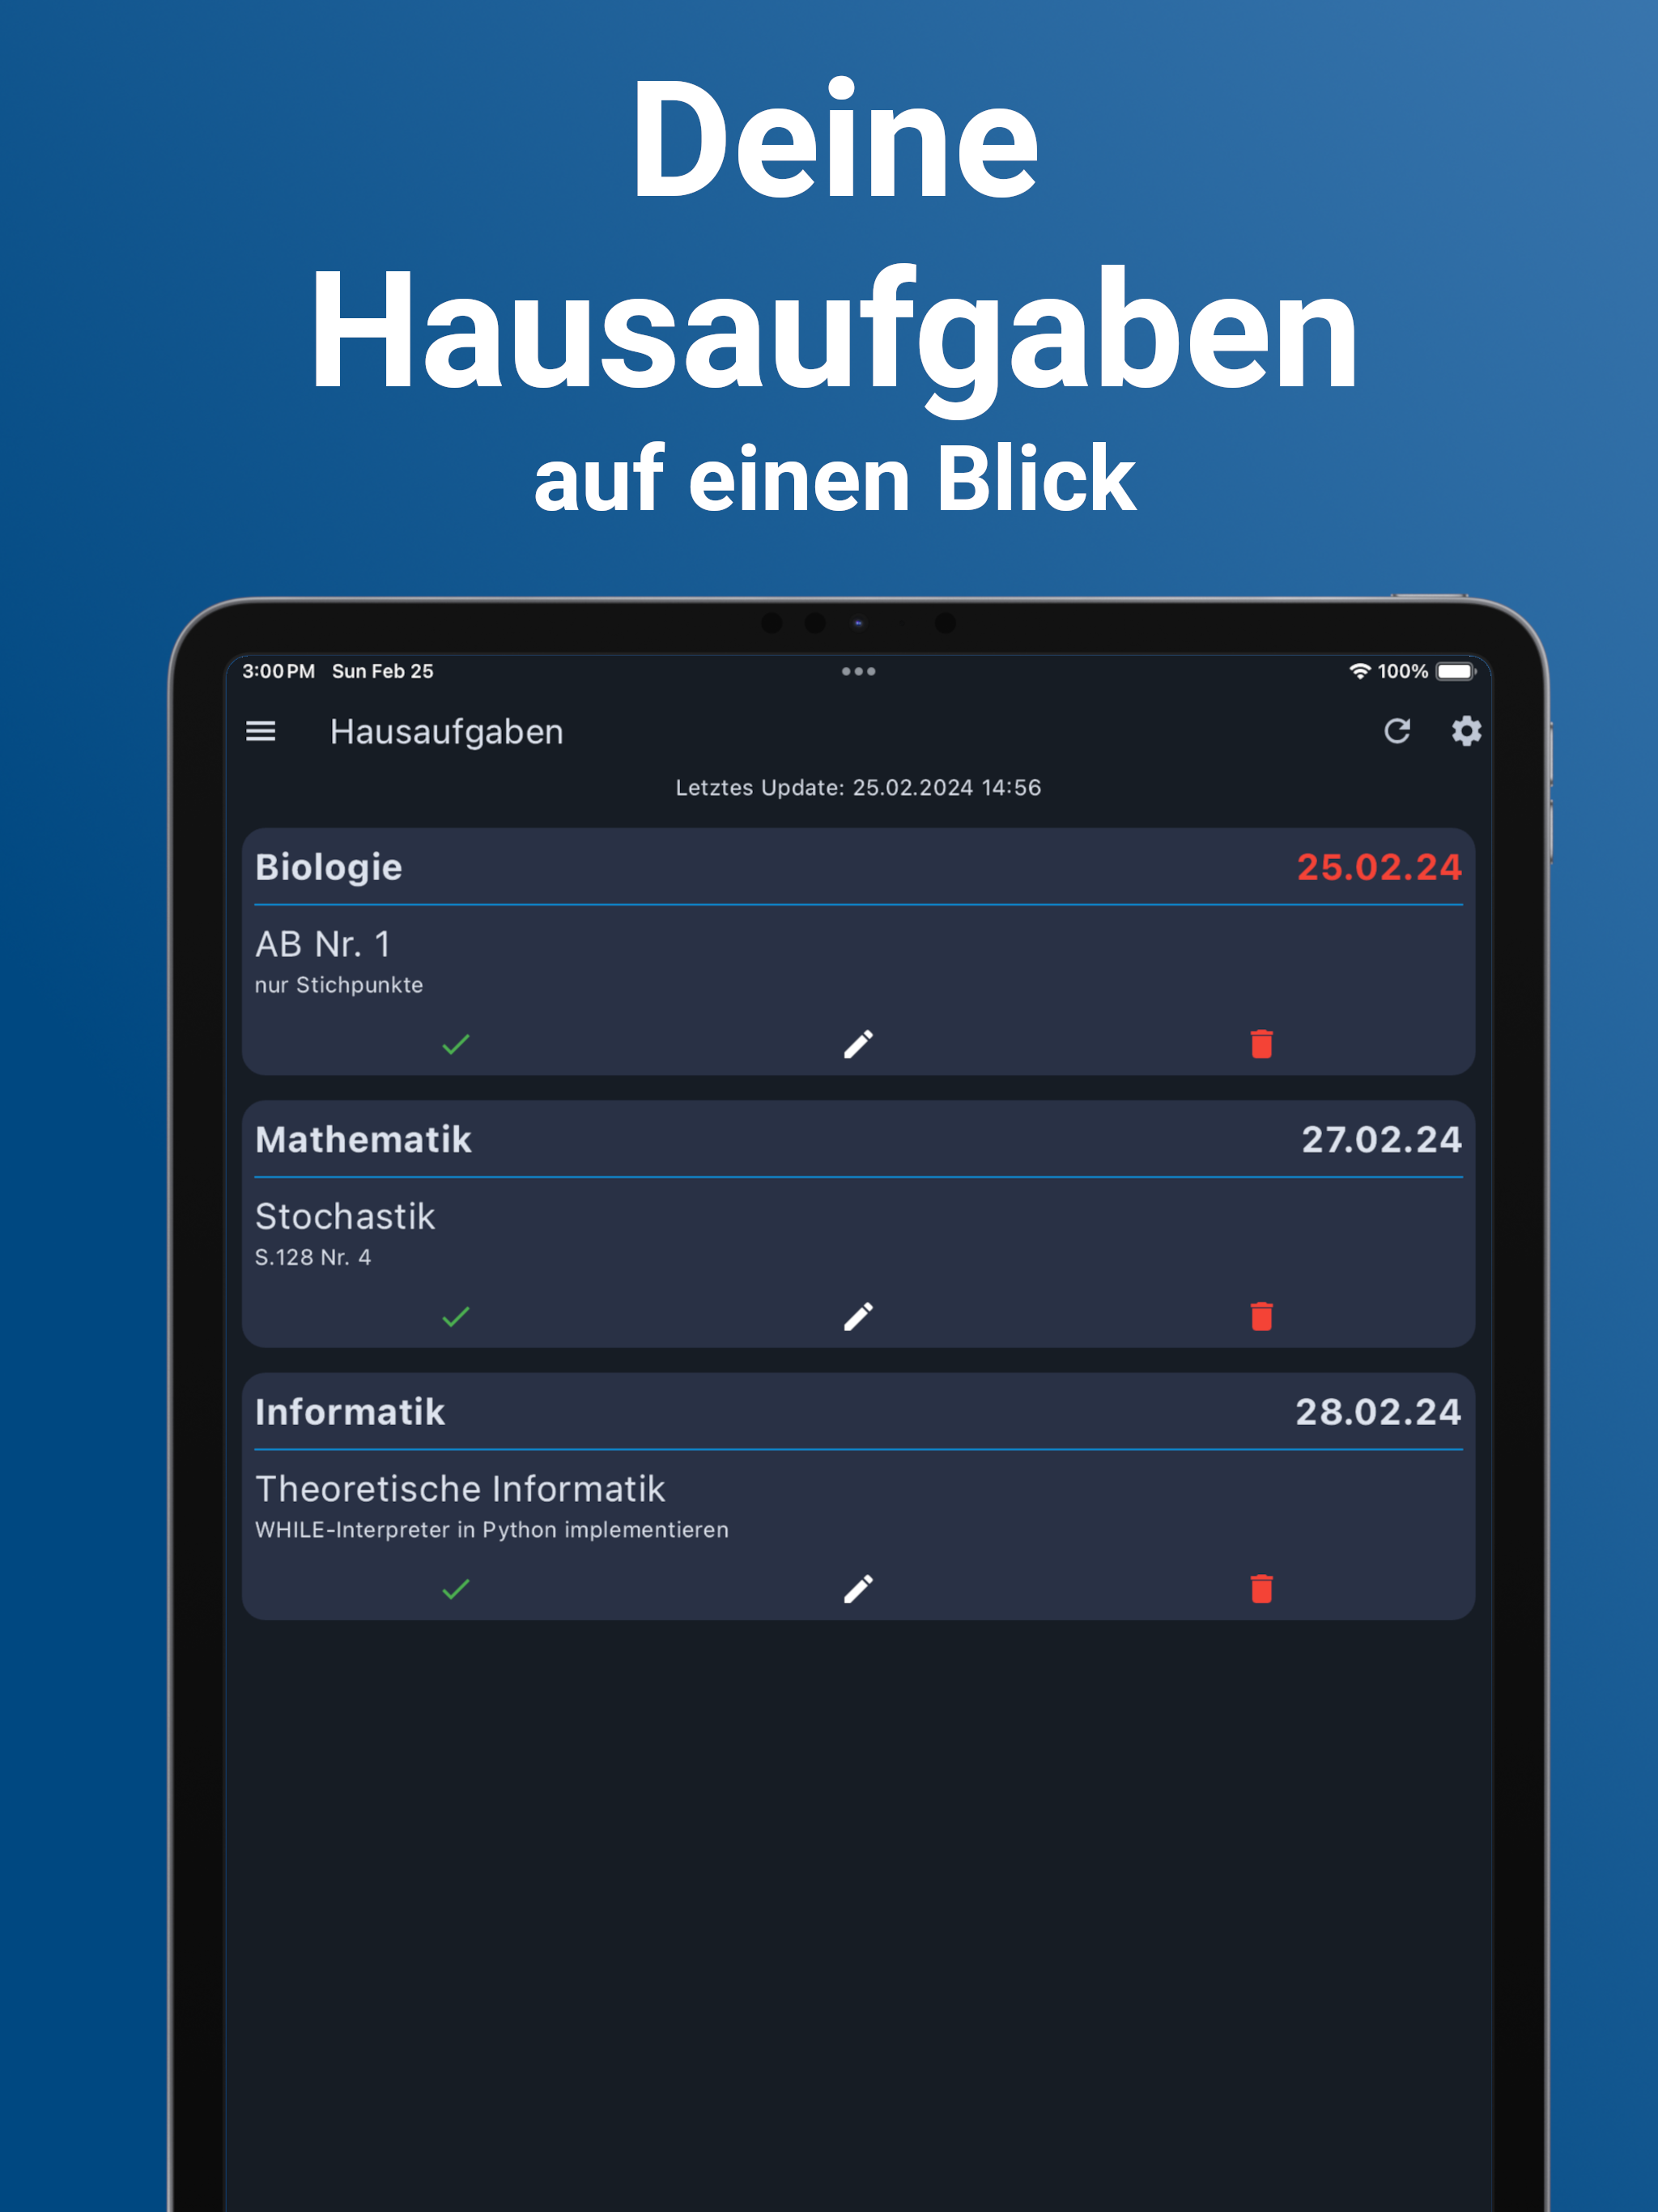 Deine
Hausaufgaben
auf einen Blick
3:00 PM Sun Feb 25 100%
Hausaufgaben
Letztes Update: 25.02.2024 14:56
Biologie 25.02.24
AB Nr. 1
nur Stichpunkte
Mathematik 27.02.24
Stochastik
S.128 Nr. 4
Informatik 28.02.24
Theoretische Informatik
WHILE-Interpreter in Python implementieren